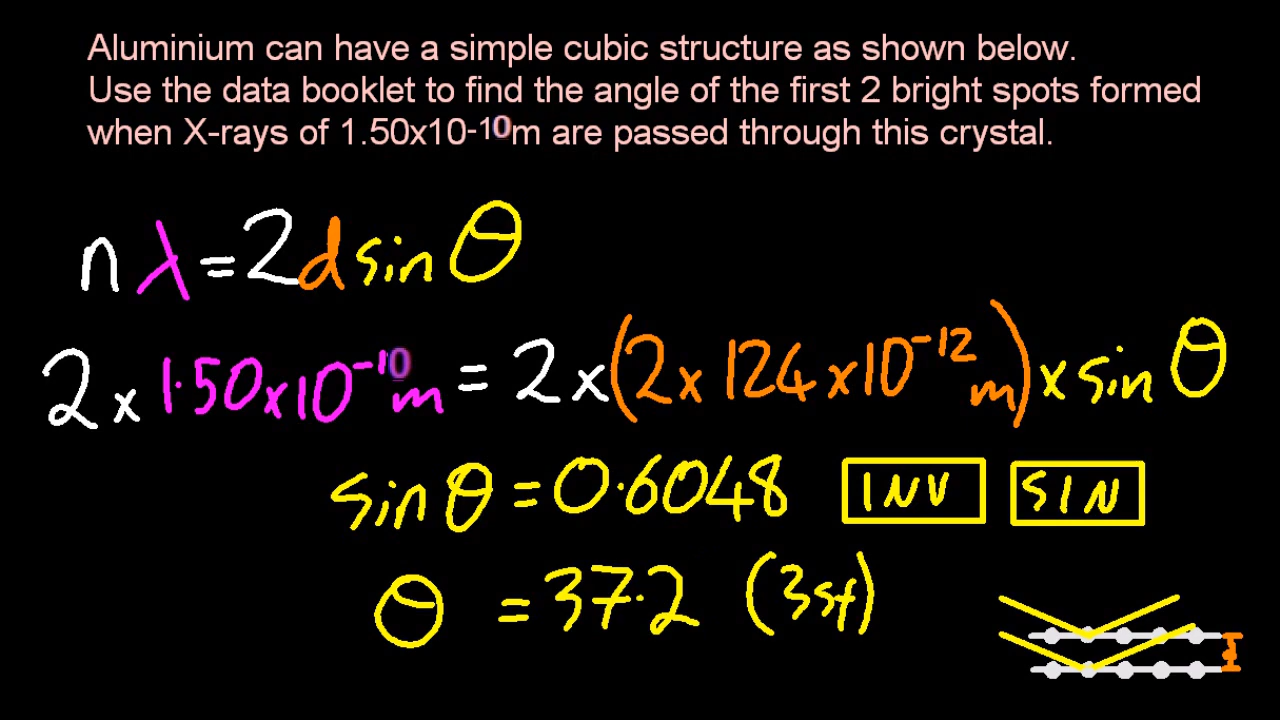 Aluminium can have a simple cubic structure as shown below.
Use the data booklet to find the angle of the first 2 bright spots formed
when X-rays of 1.50x10⁻¹⁰m are passed through this crystal.
nλ=2dsinθ
2x1.50x10⁻¹⁰m=2x(2x124x10⁻¹²m)xsinθ
sinθ=0.6048 INV SIN
θ=37.2 (3sf)
d